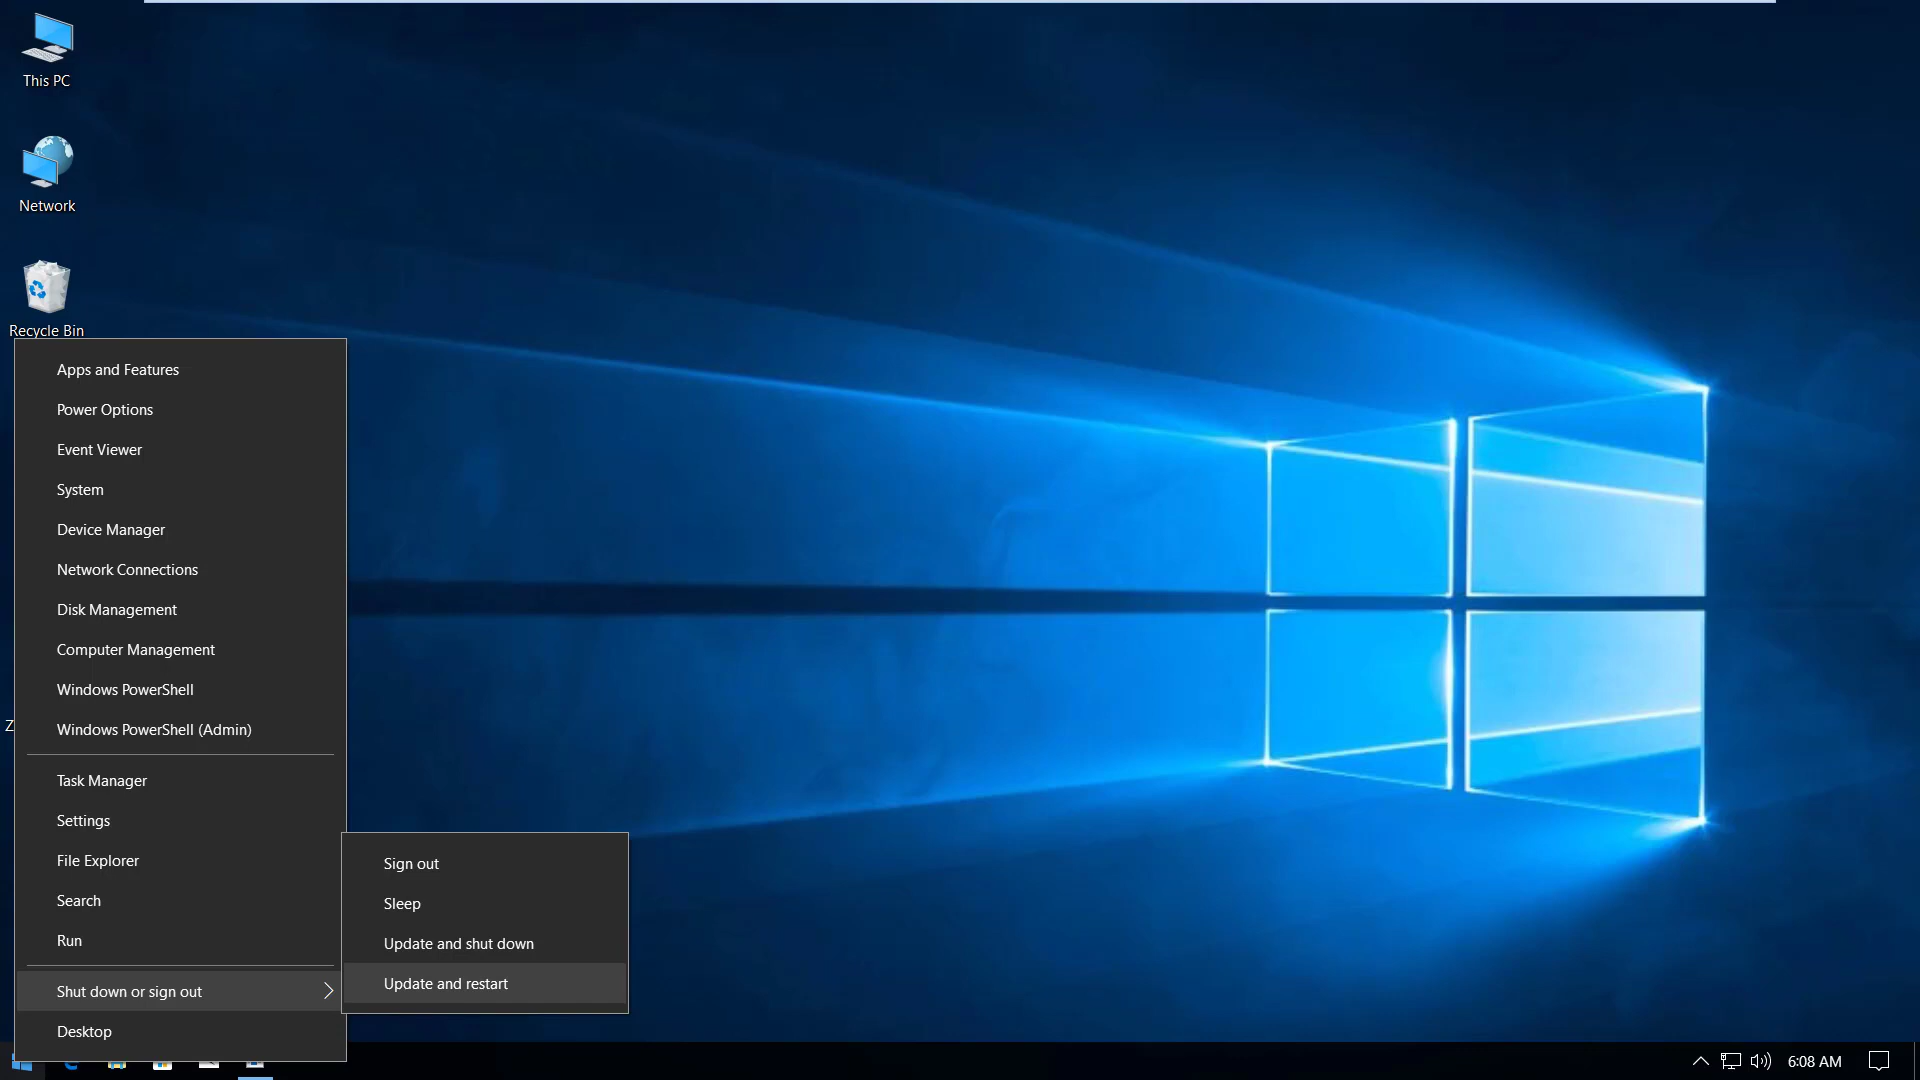 This PC
Network
Recycle Bin
Apps and Features
Power Options
Event Viewer
System
Device Manager
Network Connections
Disk Management
Computer Management
Windows PowerShell
Windows PowerShell (Admin)
Z
Task Manager
Settings
File Explorer
Search
Run
Shut down or sign out
Desktop
Sign out
Sleep
Update and shut down
Update and restart
6:08 AM